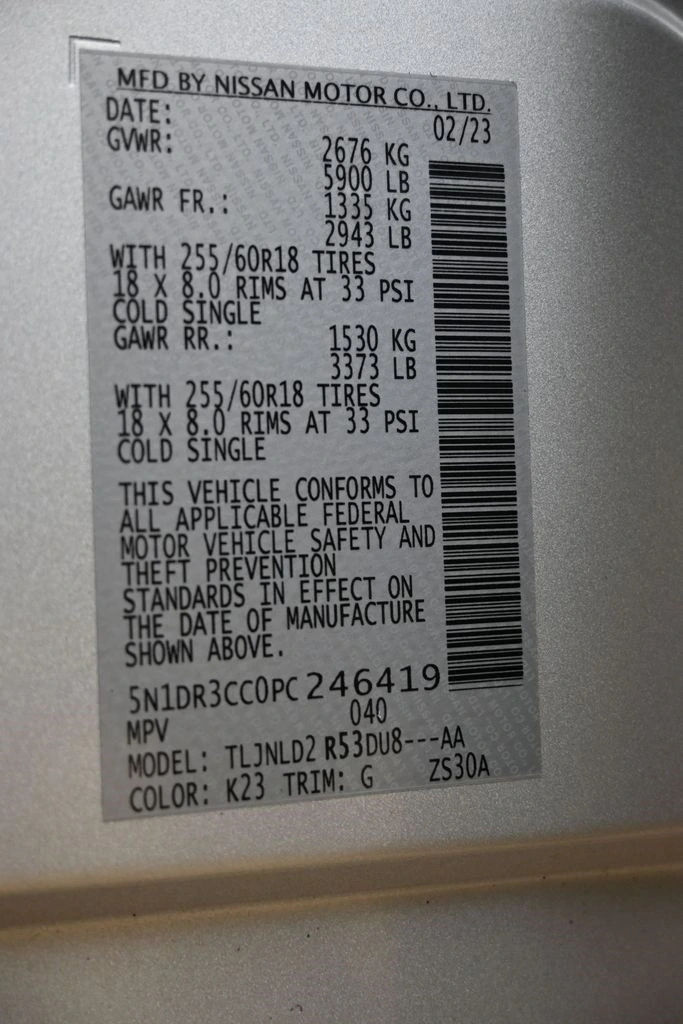 MFD BY NISSAN MOTOR CO., LTD.
DATE: 02/23
GVWR: 2676 KG
5900 LB
GAWR FR.: 1335 KG
2943 LB
WITH 255/60R18 TIRES
18 X 8.0 RIMS AT 33 PSI
COLD SINGLE
GAWR RR.: 1530 KG
3373 LB
WITH 255/60R18 TIRES
18 X 8.0 RIMS AT 33 PSI
COLD SINGLE
THIS VEHICLE CONFORMS TO
ALL APPLICABLE FEDERAL
MOTOR VEHICLE SAFETY AND
THEFT PREVENTION
STANDARDS IN EFFECT ON
THE DATE OF MANUFACTURE
SHOWN ABOVE.
5N1DR3CC0PC246419
MPV 040
MODEL: TLJNLD2 R53DU8---AA
COLOR: K23 TRIM: G ZS30A